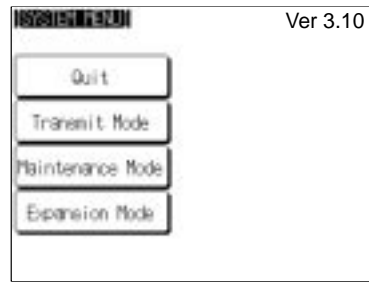 [SYSTEM MENU]
Ver 3.10
Quit
Transmit Mode
Maintenance Mode
Expansion Mode